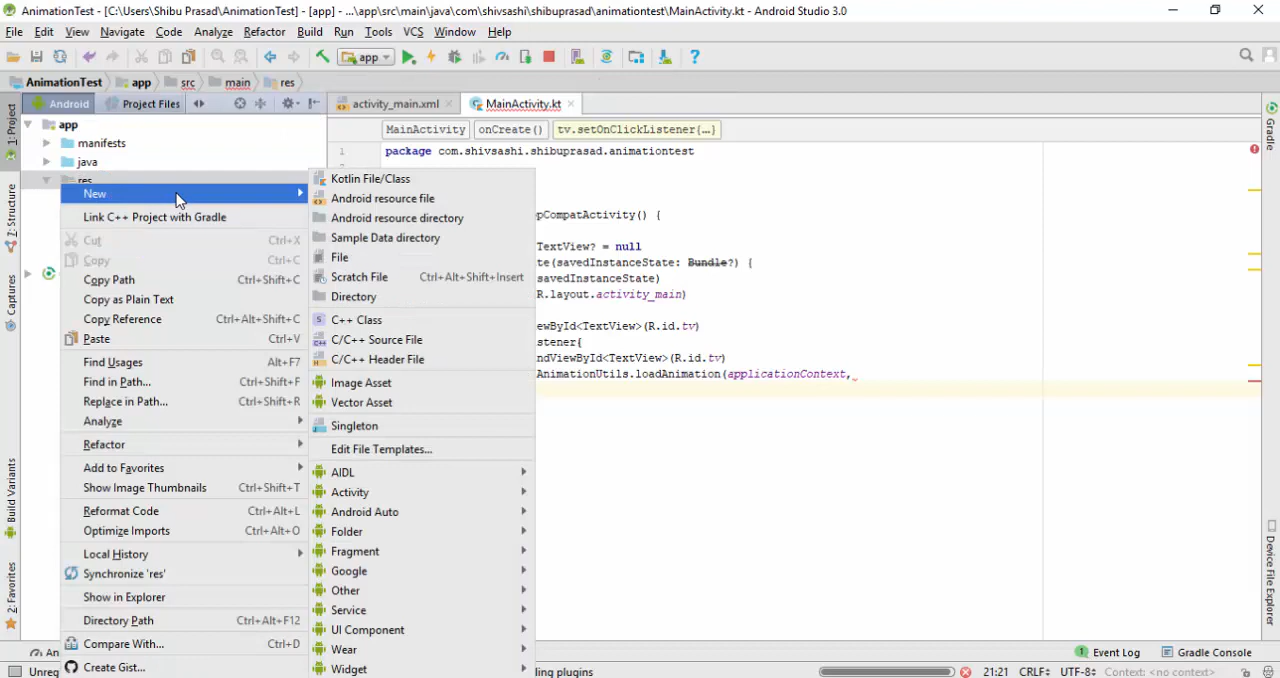 AnimationTest - [C:\Users\Shibu Prasad\AnimationTest] - [app] - ...\app\src\main\java\com\shivsashi\shibuprasad\animationtest\MainActivity.kt - Android Studio 3.0
File Edit View Navigate Code Analyze Refactor Build Run Tools VCS Window Help
app
AnimationTest app src main res
Android Project Files activity_main.xml MainActivity.kt
1: Project
Z: Structure
Captures
Build Variants
2: Favorites
app
manifests
java
res
MainActivity onCreate() tv.setOnClickListener{...}
1 package com.shivsashi.shibuprasad.animationtest
pCompatActivity() {
TextView? = null
te(savedInstanceState: Bundle?) {
savedInstanceState)
R.layout.activity_main)
ewById<TextView>(R.id.tv)
stener{
ndViewById<TextView>(R.id.tv)
AnimationUtils.loadAnimation(applicationContext,
New
Link C++ Project with Gradle
Cut Ctrl+X
Copy Ctrl+C
Copy Path Ctrl+Shift+C
Copy as Plain Text
Copy Reference Ctrl+Alt+Shift+C
Paste Ctrl+V
Find Usages Alt+F7
Find in Path... Ctrl+Shift+F
Replace in Path... Ctrl+Shift+R
Analyze
Refactor
Add to Favorites
Show Image Thumbnails Ctrl+Shift+T
Reformat Code Ctrl+Alt+L
Optimize Imports Ctrl+Alt+O
Local History
Synchronize 'res'
Show in Explorer
Directory Path Ctrl+Alt+F12
Compare With... Ctrl+D
Create Gist...
Kotlin File/Class
Android resource file
Android resource directory
Sample Data directory
File
Scratch File Ctrl+Alt+Shift+Insert
Directory
C++ Class
C/C++ Source File
C/C++ Header File
Image Asset
Vector Asset
Singleton
Edit File Templates...
AIDL
Activity
Android Auto
Folder
Fragment
Google
Other
Service
UI Component
Wear
Widget
Gradle
Device File Explorer
An
1 Event Log Gradle Console
Unreg ling plugins 21:21 CRLF UTF-8 Context: <no context>